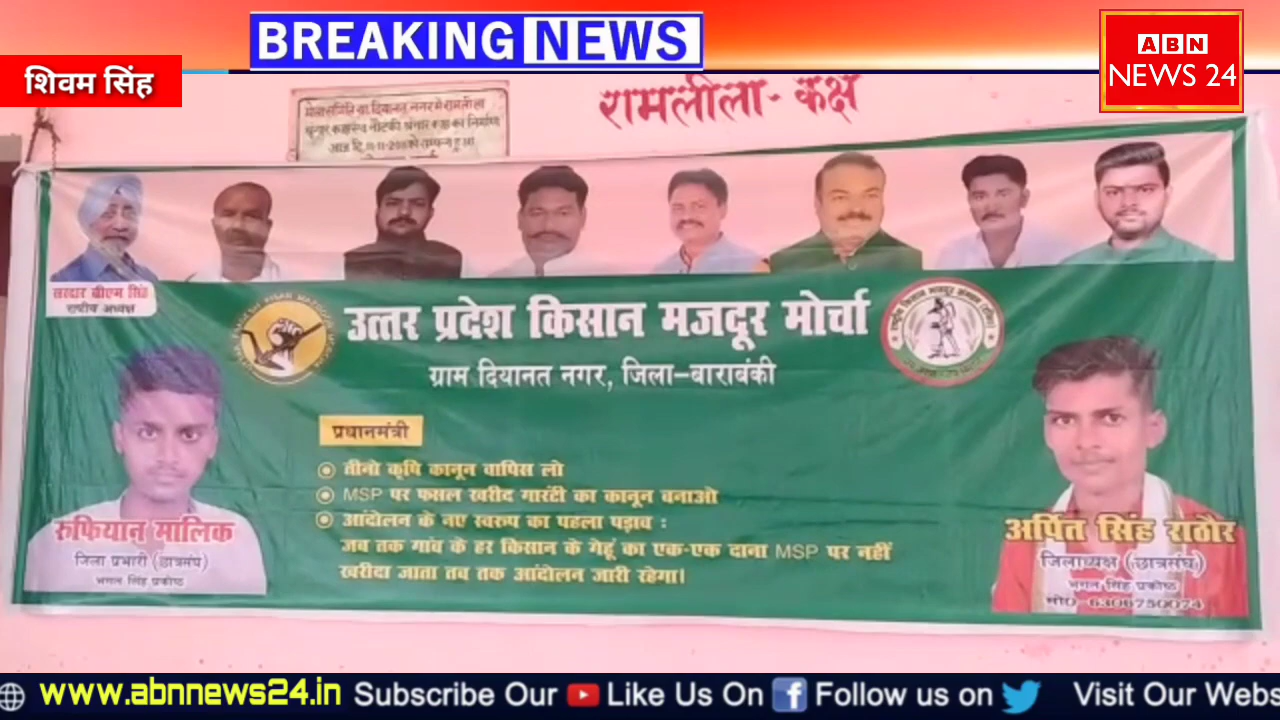 BREAKING NEWS
ABN
NEWS 24
शिवम सिंह
रामलीला - कक्ष
सरदार वीएम सिंह
राष्ट्रीय अध्यक्ष
उत्तर प्रदेश किसान मजदूर मोर्चा
ग्राम दियानत नगर, जिला-बाराबंकी
प्रधानमंत्री
तीनो कृषि कानून वापिस लो
MSP पर फसल खरीद गारंटी का कानून बनाओ
आंदोलन के नए स्वरुप का पहला पड़ाव :
जब तक गांव के हर किसान के गेहूं का एक-एक दाना MSP पर नहीं
खरीदा जाता तब तक आंदोलन जारी रहेगा।
रुफियान मालिक
जिला प्रभारी (छात्रसंघ)
भगत सिंह प्रकोष्ठ
अर्पित सिंह राठोर
जिलाध्यक्ष (छात्रसंघ)
भगत सिंह प्रकोष्ठ
मो0 -6306750074
www.abnnews24.in Subscribe Our Like Us On Follow us on Visit Our Webs